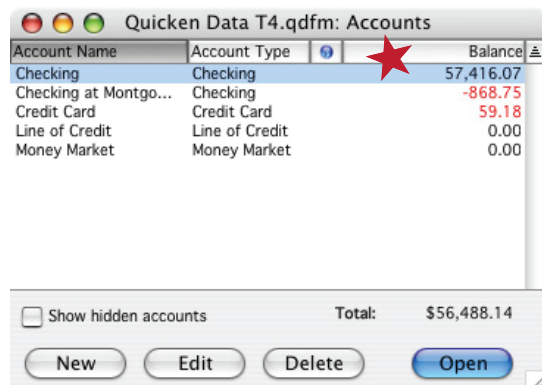 Quicken Data T4.qdfm: Accounts
Account Name Account Type Balance
Checking Checking 57,416.07
Checking at Montgo... Checking -868.75
Credit Card Credit Card 59.18
Line of Credit Line of Credit 0.00
Money Market Money Market 0.00
Show hidden accounts Total: $56,488.14
New Edit Delete Open